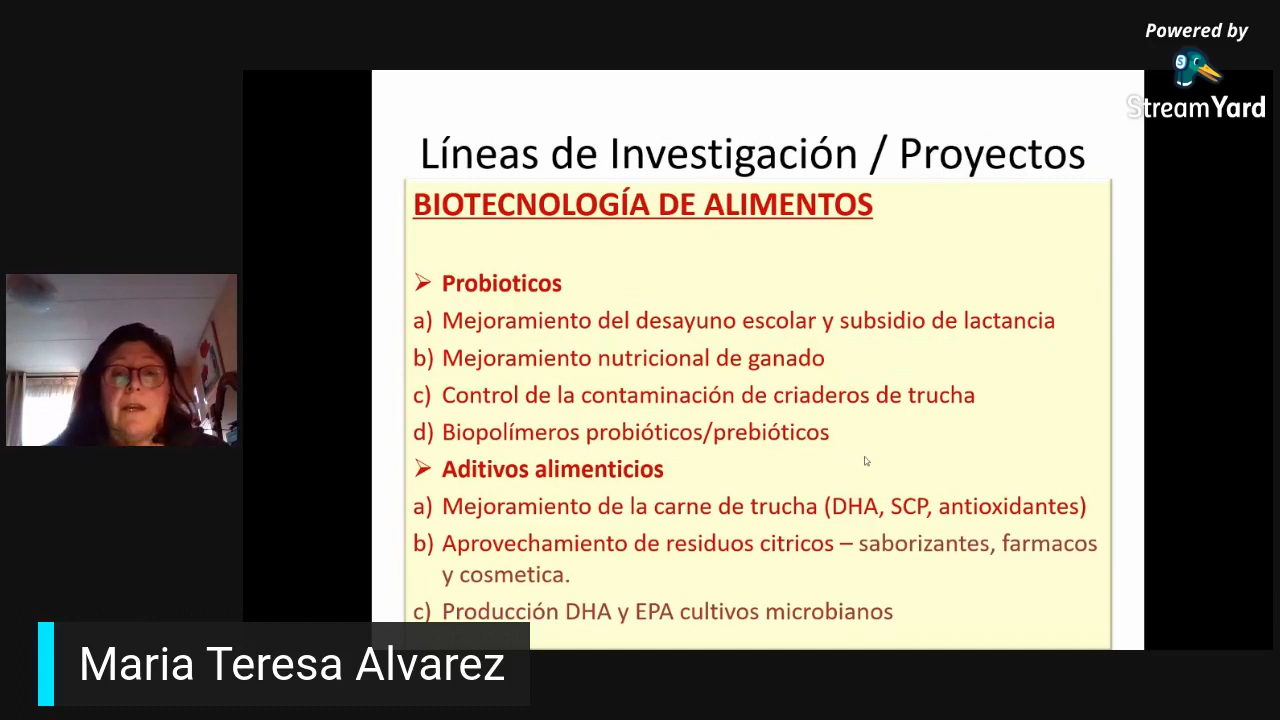 Powered by
StreamYard
Líneas de Investigación / Proyectos
BIOTECNOLOGÍA DE ALIMENTOS
Probioticos
a) Mejoramiento del desayuno escolar y subsidio de lactancia
b) Mejoramiento nutricional de ganado
c) Control de la contaminación de criaderos de trucha
d) Biopolímeros probióticos/prebióticos
Aditivos alimenticios
a) Mejoramiento de la carne de trucha (DHA, SCP, antioxidantes)
b) Aprovechamiento de residuos citricos – saborizantes, farmacos
y cosmetica.
c) Producción DHA y EPA cultivos microbianos
Maria Teresa Alvarez